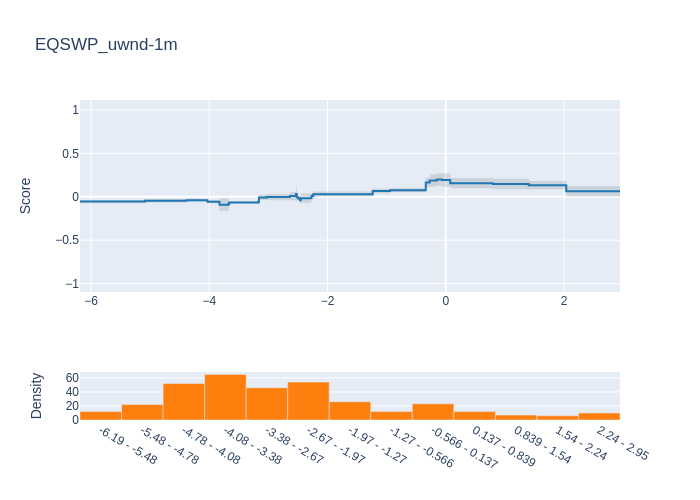 EQSWP_uwnd-1m
Score
1
0.5
0
−0.5
−1
−6
−4
−2
0
2
Density
60
40
20
0
-6.19 - -5.48
-5.48 - -4.78
-4.78 - -4.08
-4.08 - -3.38
-3.38 - -2.67
-2.67 - -1.97
-1.97 - -1.27
-1.27 - -0.566
-0.566 - 0.137
0.137 - 0.839
0.839 - 1.54
1.54 - 2.24
2.24 - 2.95